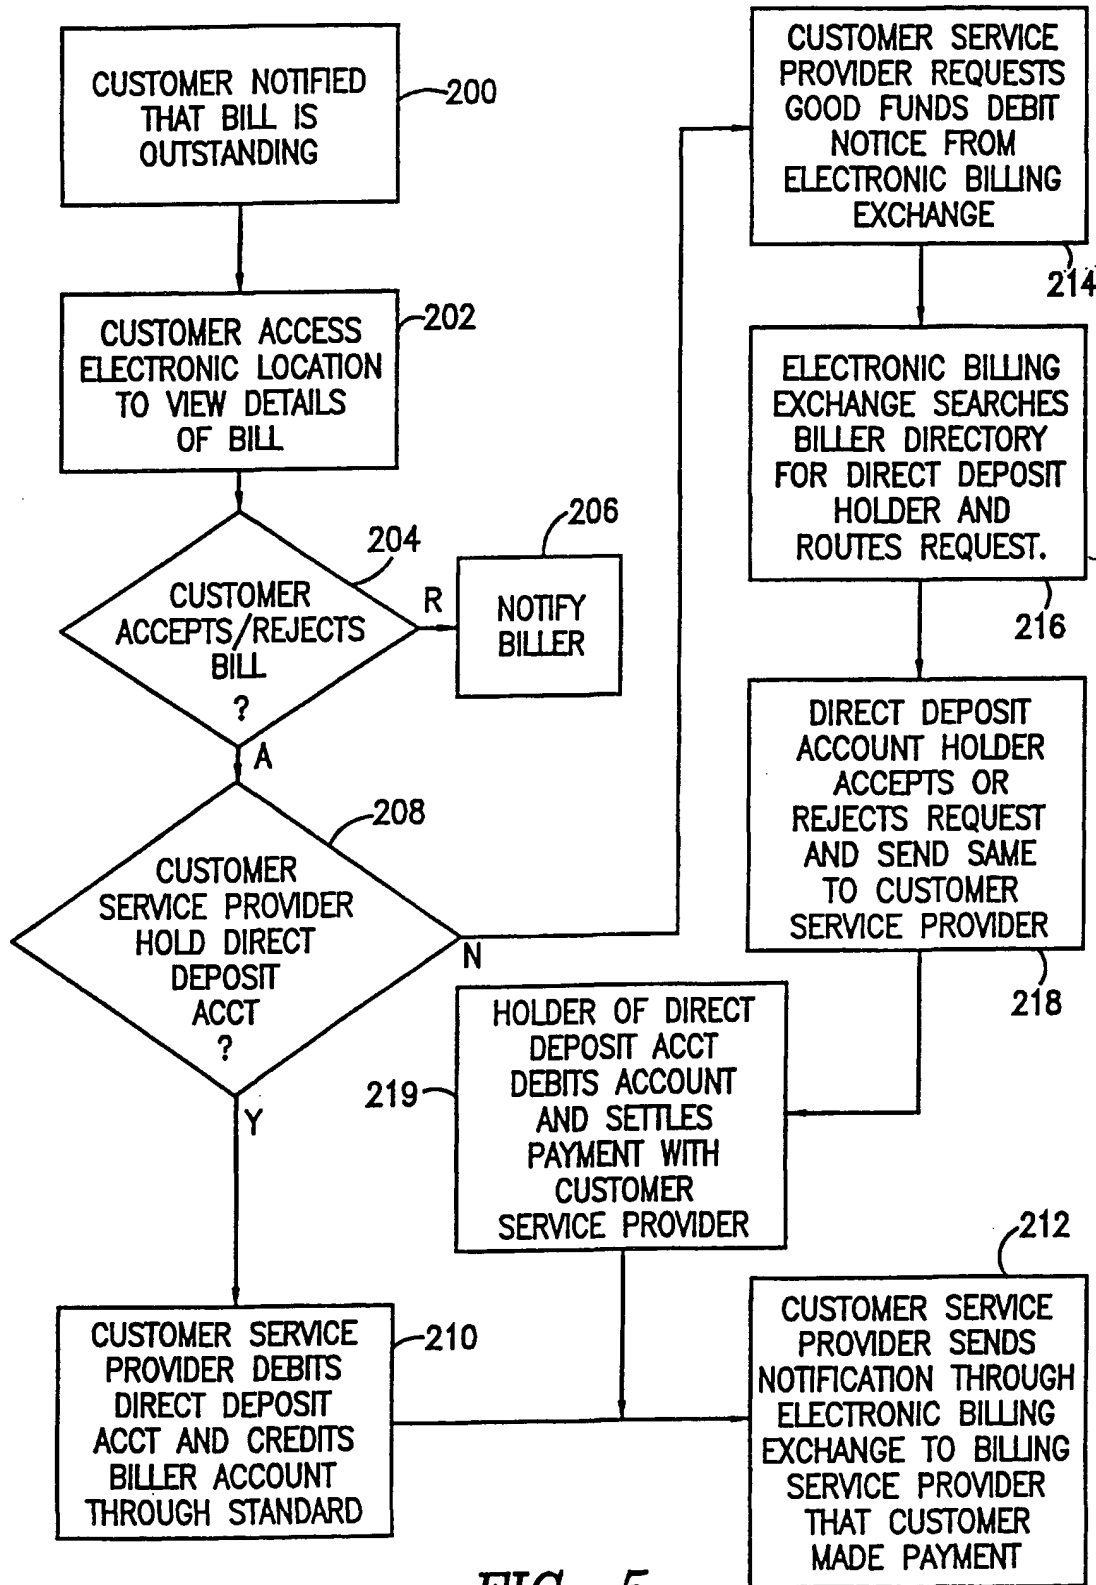 CUSTOMER NOTIFIED
THAT BILL IS
OUTSTANDING
200
CUSTOMER ACCESS
ELECTRONIC LOCATION
TO VIEW DETAILS
OF BILL
202
CUSTOMER
ACCEPTS/REJECTS
BILL
?
204
R
A
NOTIFY
BILLER
206
CUSTOMER
SERVICE PROVIDER
HOLD DIRECT
DEPOSIT
ACCT
?
208
N
Y
CUSTOMER SERVICE
PROVIDER DEBITS
DIRECT DEPOSIT
ACCT AND CREDITS
BILLER ACCOUNT
THROUGH STANDARD
210
CUSTOMER SERVICE
PROVIDER REQUESTS
GOOD FUNDS DEBIT
NOTICE FROM
ELECTRONIC BILLING
EXCHANGE
214
ELECTRONIC BILLING
EXCHANGE SEARCHES
BILLER DIRECTORY
FOR DIRECT DEPOSIT
HOLDER AND
ROUTES REQUEST.
216
DIRECT DEPOSIT
ACCOUNT HOLDER
ACCEPTS OR
REJECTS REQUEST
AND SEND SAME
TO CUSTOMER
SERVICE PROVIDER
218
HOLDER OF DIRECT
DEPOSIT ACCT
DEBITS ACCOUNT
AND SETTLES
PAYMENT WITH
CUSTOMER
SERVICE PROVIDER
219
CUSTOMER SERVICE
PROVIDER SENDS
NOTIFICATION THROUGH
ELECTRONIC BILLING
EXCHANGE TO BILLING
SERVICE PROVIDER
THAT CUSTOMER
MADE PAYMENT
212
FIG. 5